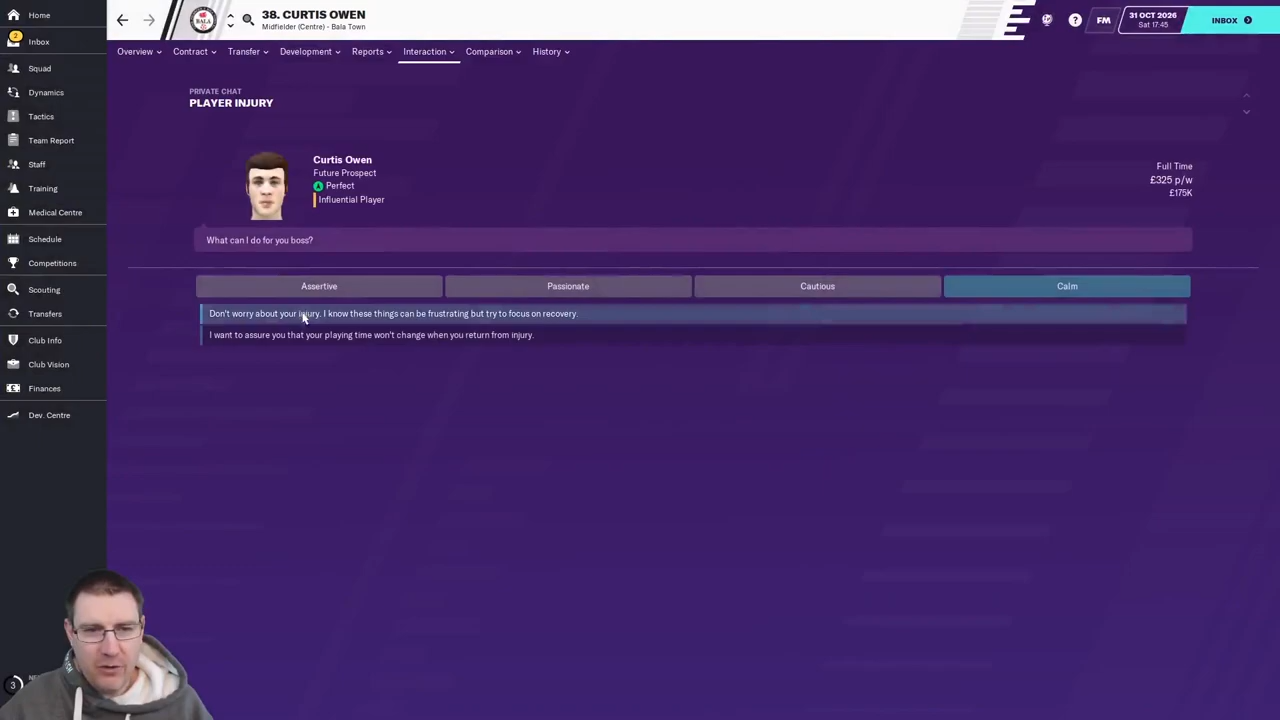 38. CURTIS OWEN
Midfielder (Centre) - Bala Town
BALA
FM
31 OCT 2026
Sat 17:45
INBOX
Home
2
Inbox
Squad
Dynamics
Tactics
Team Report
Staff
Training
Medical Centre
Schedule
Competitions
Scouting
Transfers
Club Info
Club Vision
Finances
Dev. Centre
3
Overview
Contract
Transfer
Development
Reports
Interaction
Comparison
History
PRIVATE CHAT
PLAYER INJURY
Curtis Owen
Future Prospect
Perfect
Influential Player
Full Time
£325 p/w
£175K
What can I do for you boss?
Assertive
Passionate
Cautious
Calm
Don't worry about your injury. I know these things can be frustrating but try to focus on recovery.
I want to assure you that your playing time won't change when you return from injury.